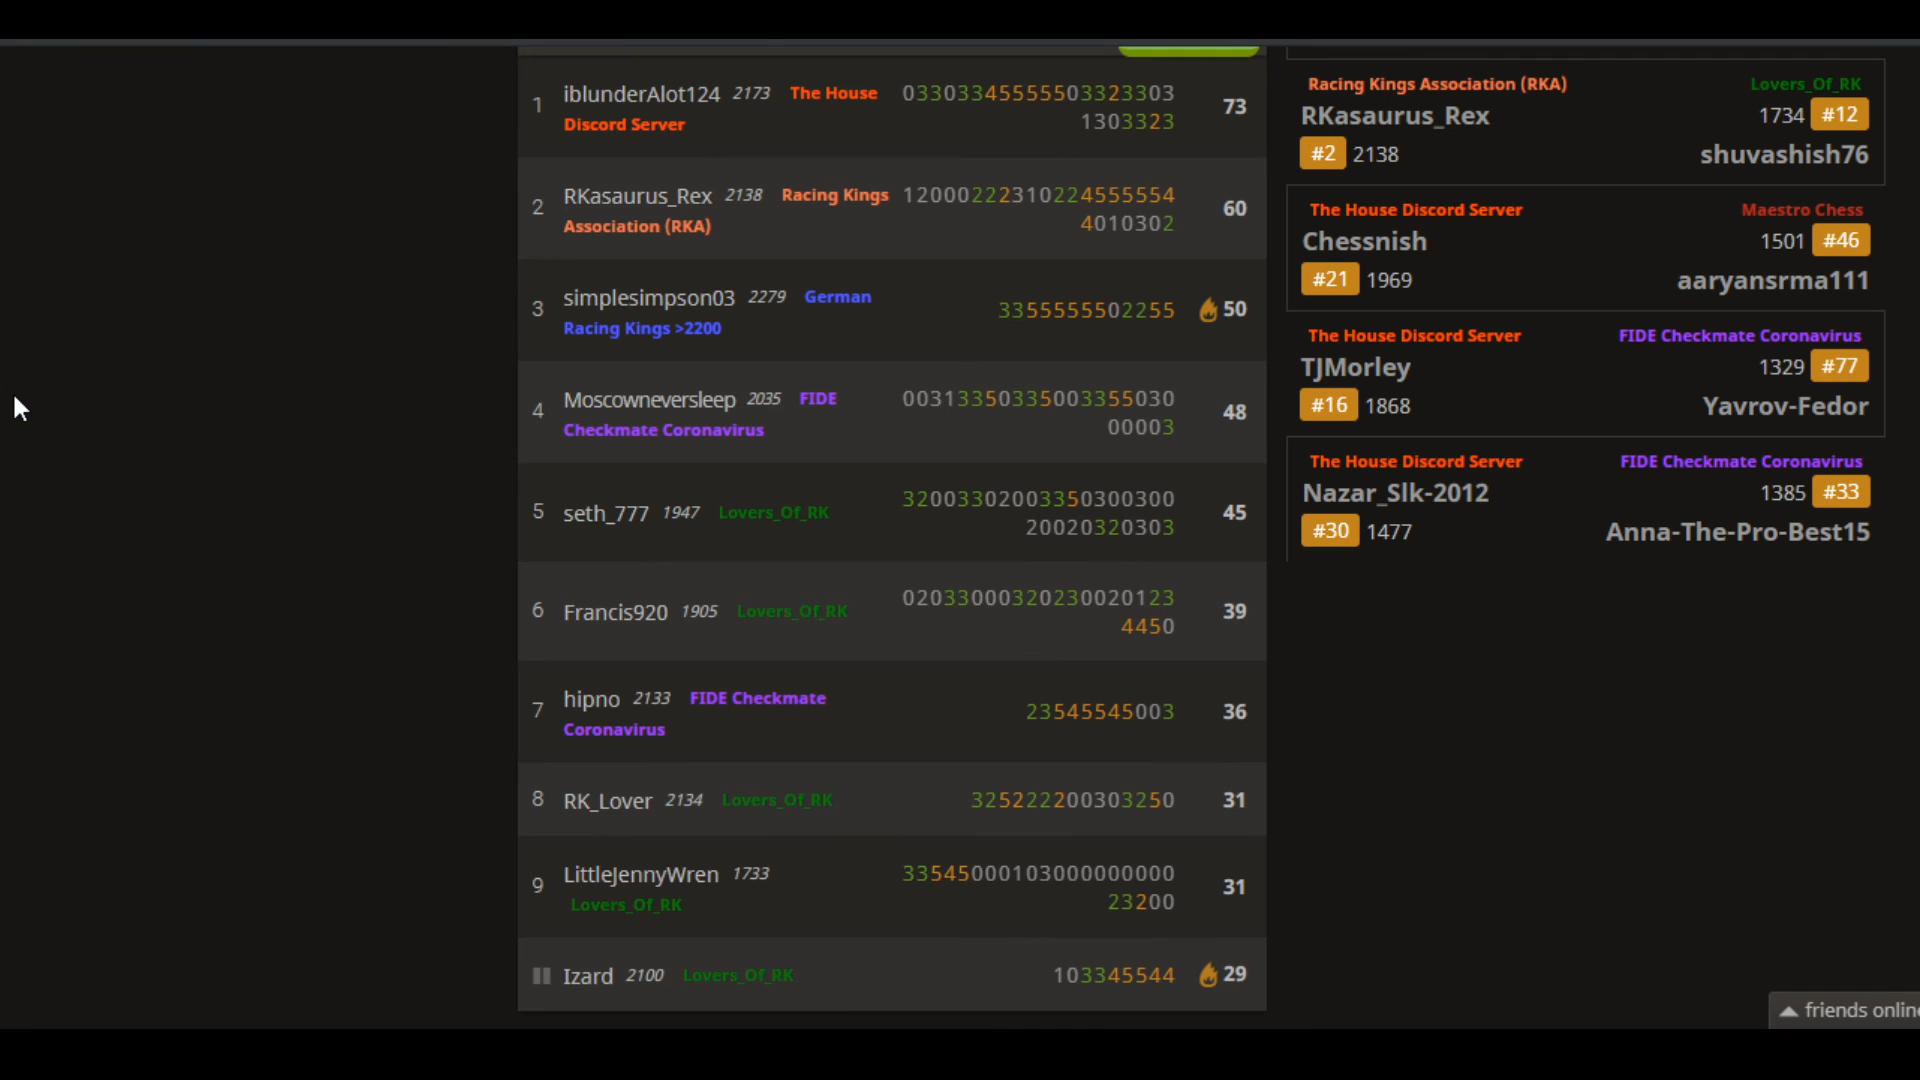 1 iblunderAlot124 2173 The House 03303345555503323303 73
Discord Server 1303323
2 RKasaurus_Rex 2138 Racing Kings 12000222310224555554 60
Association (RKA) 4010302
3 simplesimpson03 2279 German 3355555502255 50
Racing Kings >2200
4 Moscowneversleep 2035 FIDE 00313350335003355030 48
Checkmate Coronavirus 00003
5 seth_777 1947 Lovers_Of_RK 32003302003350300300 45
20020320303
6 Francis920 1905 Lovers_Of_RK 02033000320230020123 39
4450
7 hipno 2133 FIDE Checkmate 23545545003 36
Coronavirus
8 RK_Lover 2134 Lovers_Of_RK 325222200303250 31
9 LittleJennyWren 1733 33545000103000000000 31
Lovers_Of_RK 23200
Izard 2100 Lovers_Of_RK 103345544 29
Racing Kings Association (RKA) Lovers_Of_RK
RKasaurus_Rex 1734 #12
#2 2138 shuvashish76
The House Discord Server Maestro Chess
Chessnish 1501 #46
#21 1969 aaryansrma111
The House Discord Server FIDE Checkmate Coronavirus
TJMorley 1329 #77
#16 1868 Yavrov-Fedor
The House Discord Server FIDE Checkmate Coronavirus
Nazar_Slk-2012 1385 #33
#30 1477 Anna-The-Pro-Best15
friends online